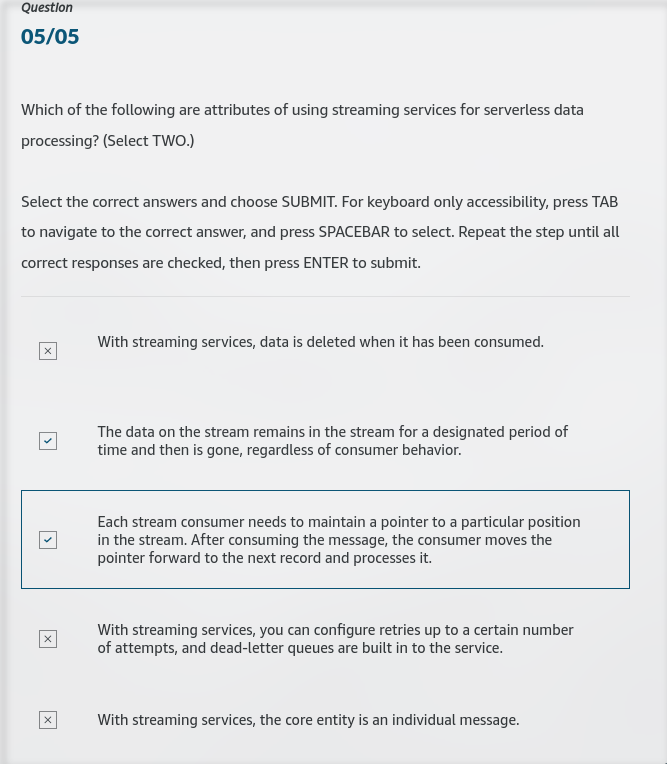 Question
05/05
Which of the following are attributes of using streaming services for serverless data
processing? (Select TWO.)
Select the correct answers and choose SUBMIT. For keyboard only accessibility, press TAB
to navigate to the correct answer, and press SPACEBAR to select. Repeat the step until all
correct responses are checked, then press ENTER to submit.
With streaming services, data is deleted when it has been consumed.
The data on the stream remains in the stream for a designated period of
time and then is gone, regardless of consumer behavior.
Each stream consumer needs to maintain a pointer to a particular position
in the stream. After consuming the message, the consumer moves the
pointer forward to the next record and processes it.
With streaming services, you can configure retries up to a certain number
of attempts, and dead-letter queues are built in to the service.
With streaming services, the core entity is an individual message.